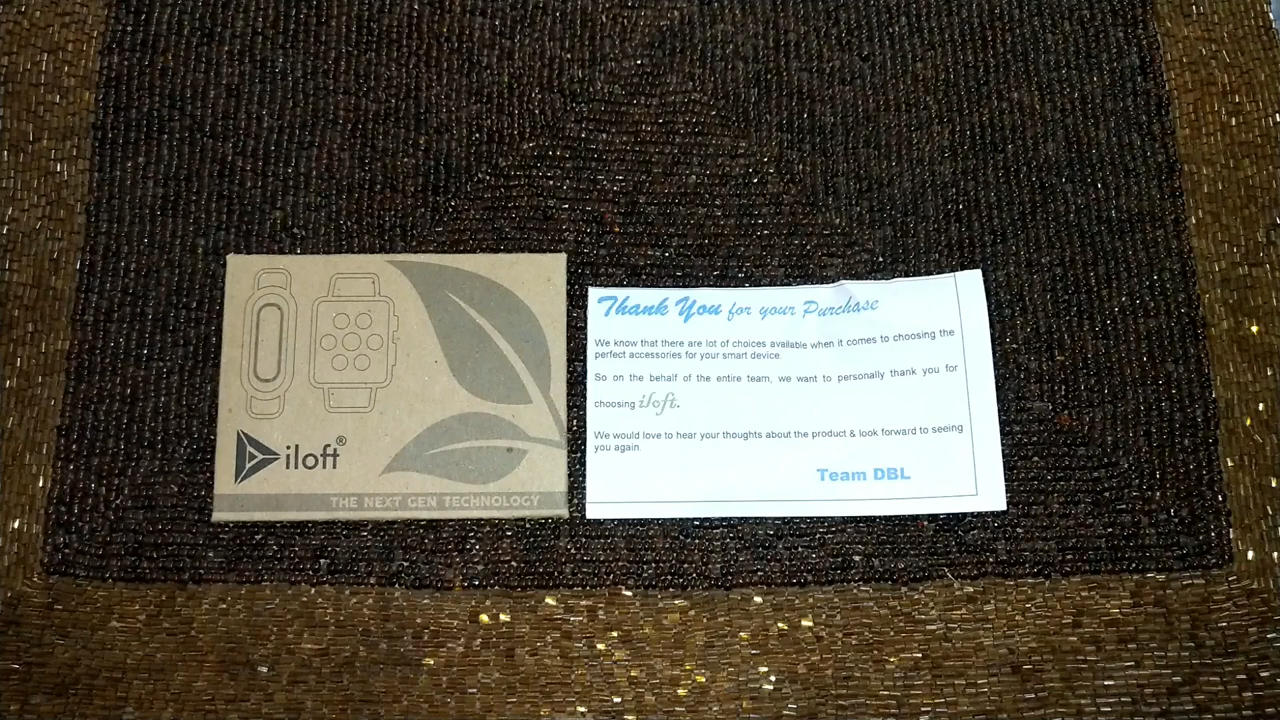 iloft®
THE NEXT GEN TECHNOLOGY
Thank You for your Purchase
We know that there are lot of choices available when it comes to choosing the
perfect accessories for your smart device.
So on the behalf of the entire team, we want to personally thank you for
choosing iloft.
We would love to hear your thoughts about the product & look forward to seeing
you again.
Team DBL